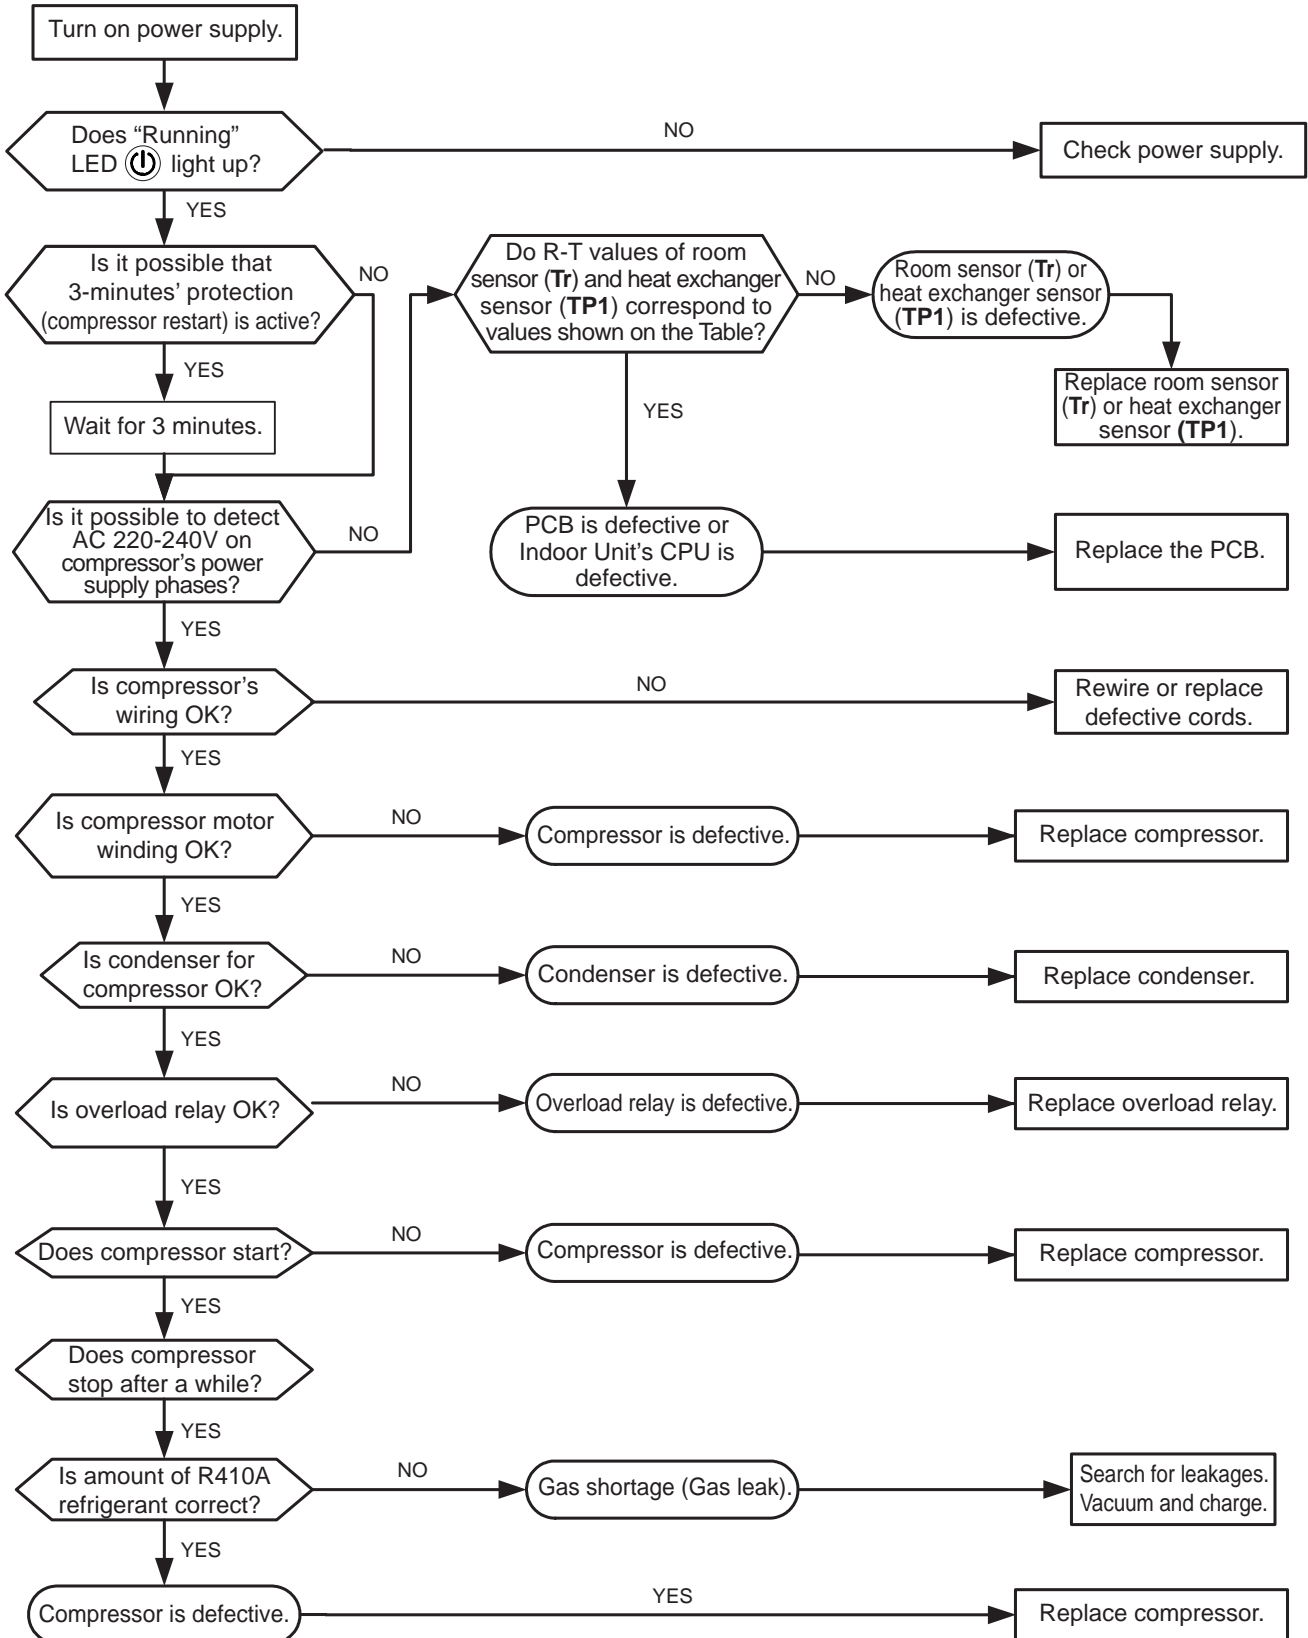 Turn on power supply.
Does “Running”
LED light up?
NO
Check power supply.
YES
Is it possible that
3-minutes’ protection
(compressor restart) is active?
NO
YES
Wait for 3 minutes.
Do R-T values of room
sensor (Tr) and heat exchanger
sensor (TP1) correspond to
values shown on the Table?
NO
Room sensor (Tr) or
heat exchanger sensor
(TP1) is defective.
Replace room sensor
(Tr) or heat exchanger
sensor (TP1).
YES
Is it possible to detect
AC 220-240V on
compressor’s power
supply phases?
NO
PCB is defective or
Indoor Unit’s CPU is
defective.
Replace the PCB.
YES
Is compressor’s
wiring OK?
NO
Rewire or replace
defective cords.
YES
Is compressor motor
winding OK?
NO
Compressor is defective.
Replace compressor.
YES
Is condenser for
compressor OK?
NO
Condenser is defective.
Replace condenser.
YES
Is overload relay OK?
NO
Overload relay is defective.
Replace overload relay.
YES
Does compressor start?
NO
Compressor is defective.
Replace compressor.
YES
Does compressor
stop after a while?
YES
Is amount of R410A
refrigerant correct?
NO
Gas shortage (Gas leak).
Search for leakages.
Vacuum and charge.
YES
Compressor is defective.
YES
Replace compressor.